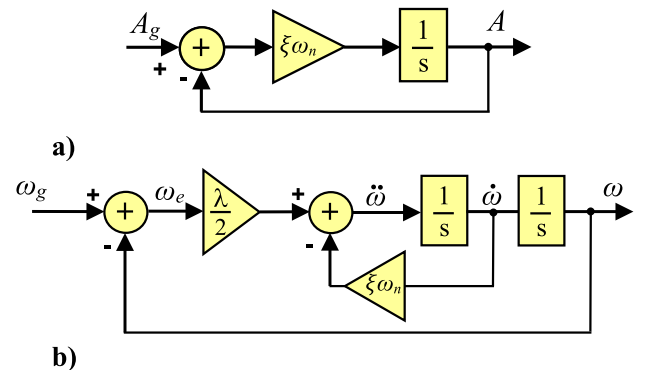 A_g + - + ξω_n 1/s A
a)
ω_g + - + ω_e λ/2 + - + ω̈ 1/s ω̇ 1/s ω
ξω_n
b)